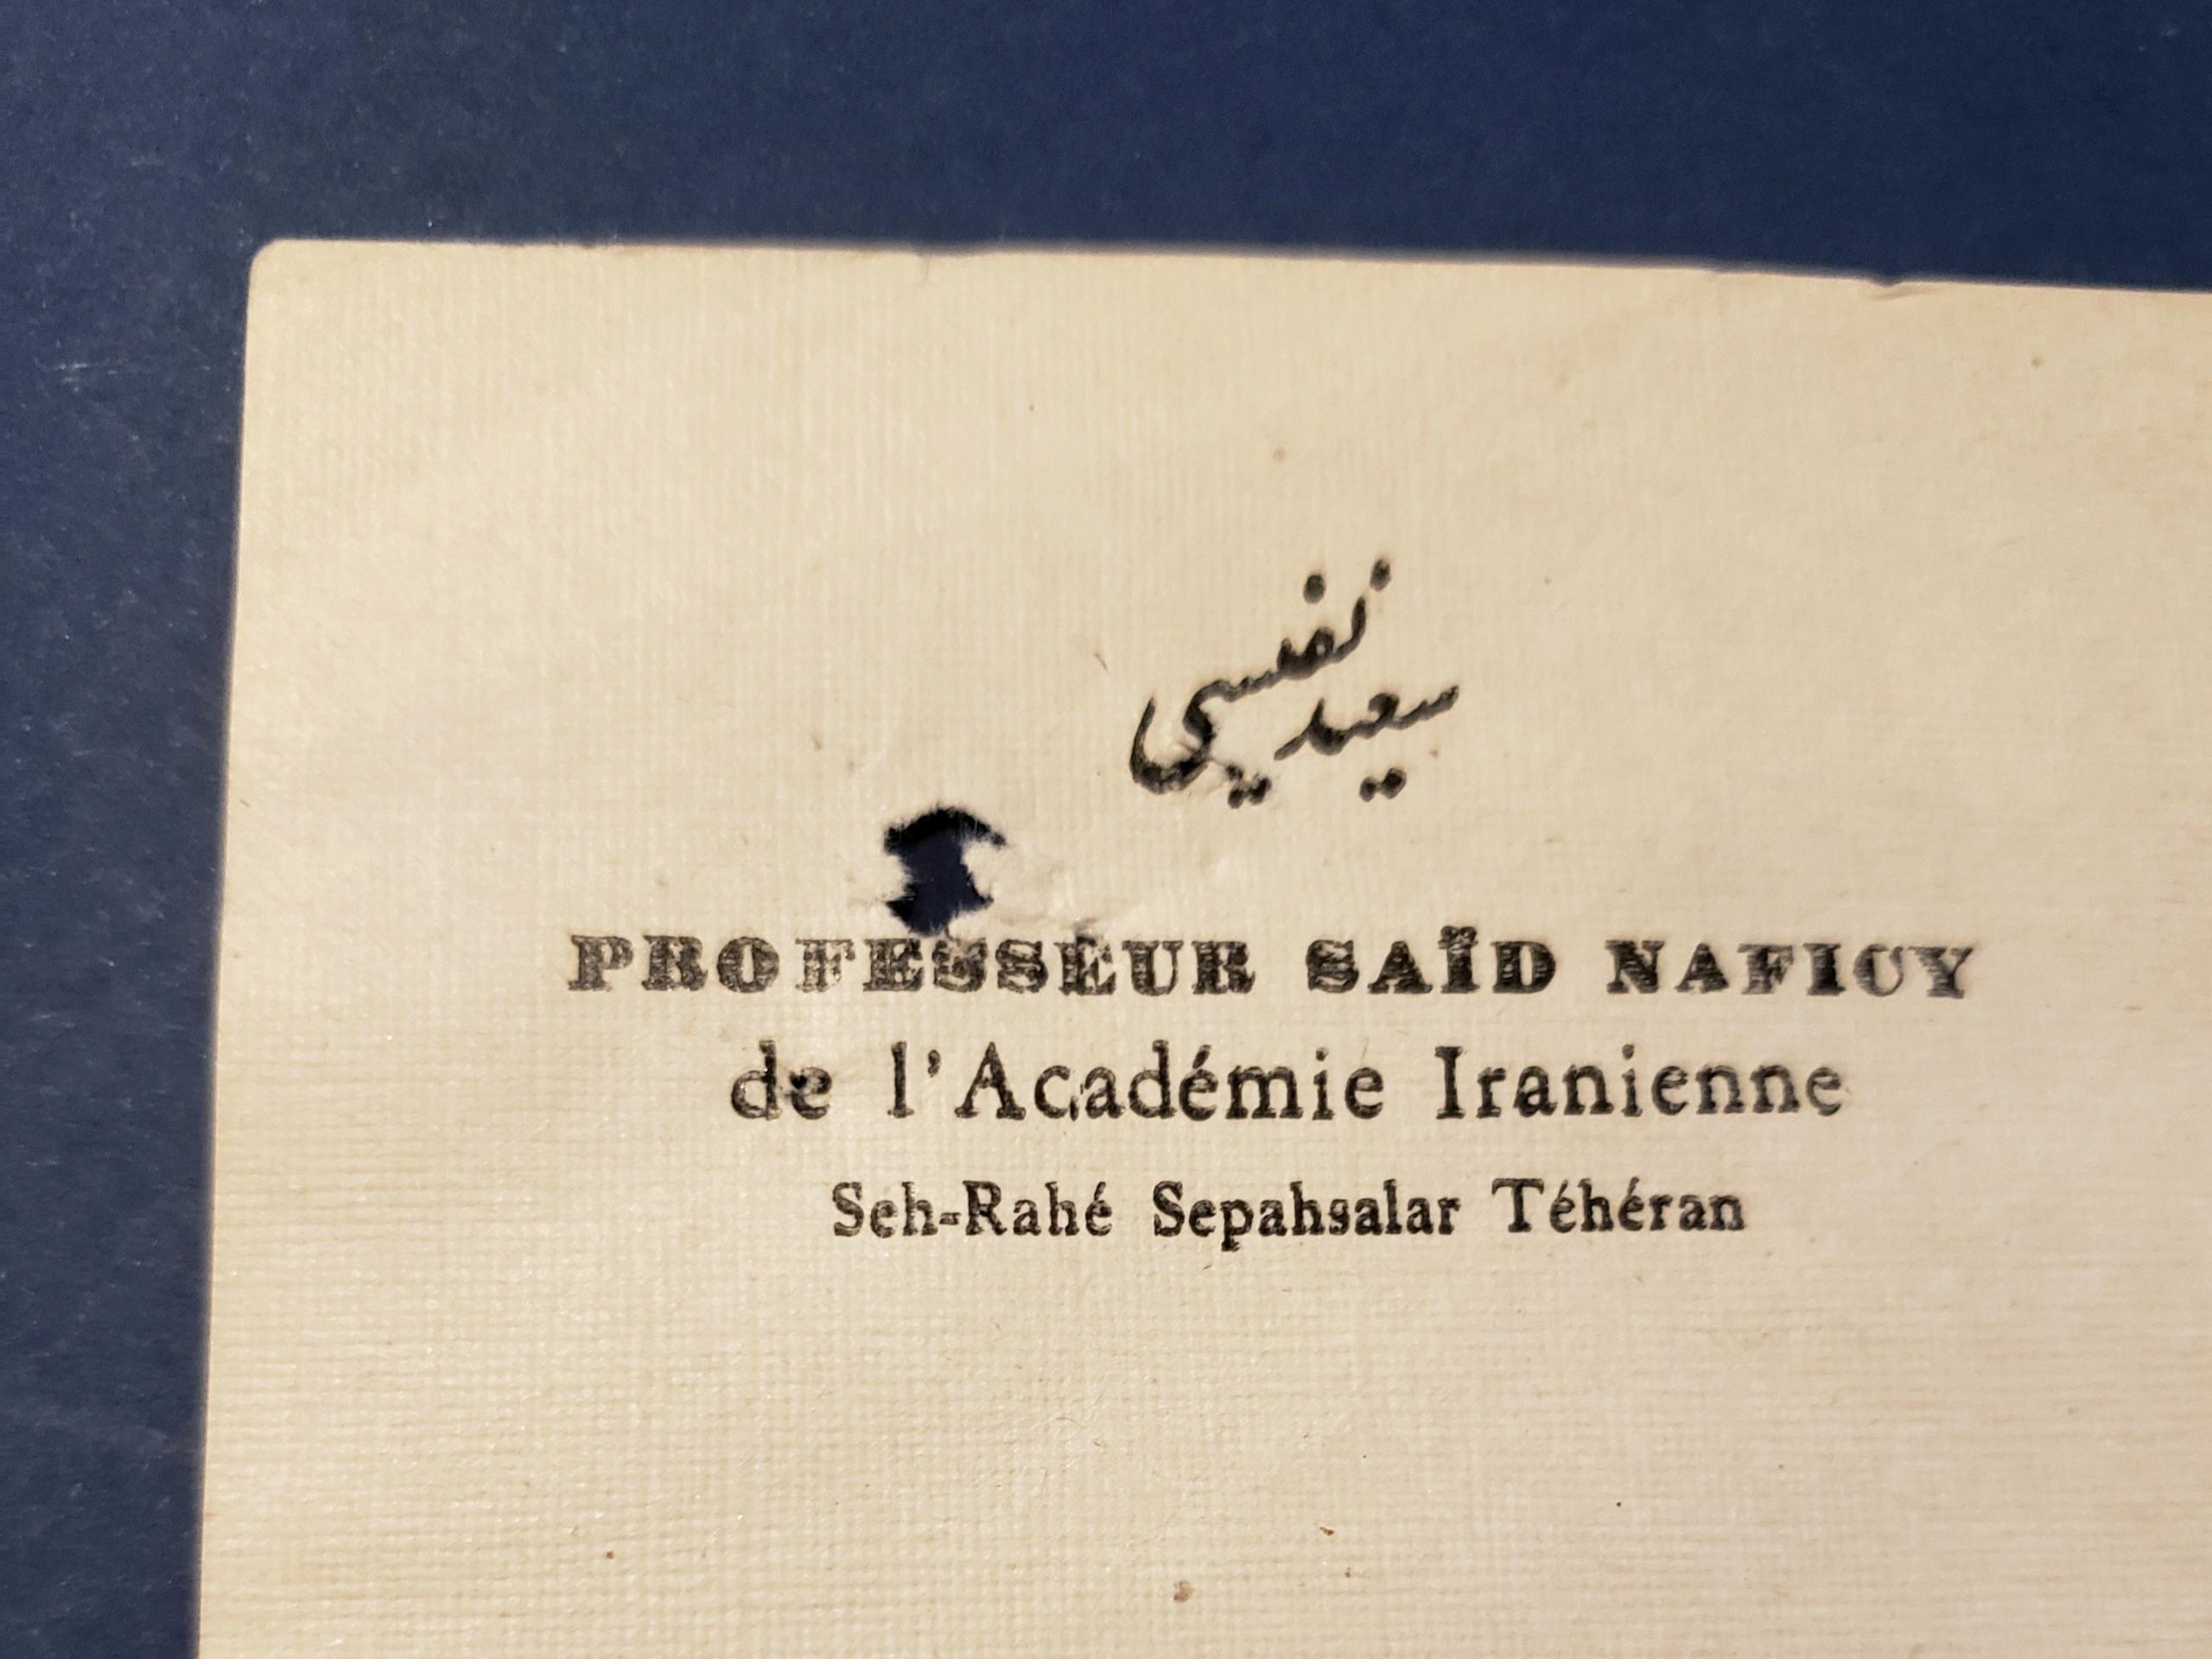 سعید نفیسی
PROFESSEUR SAÏD NAFICY
de l'Académie Iranienne
Seh-Rahé Sepahsalar Téhéran